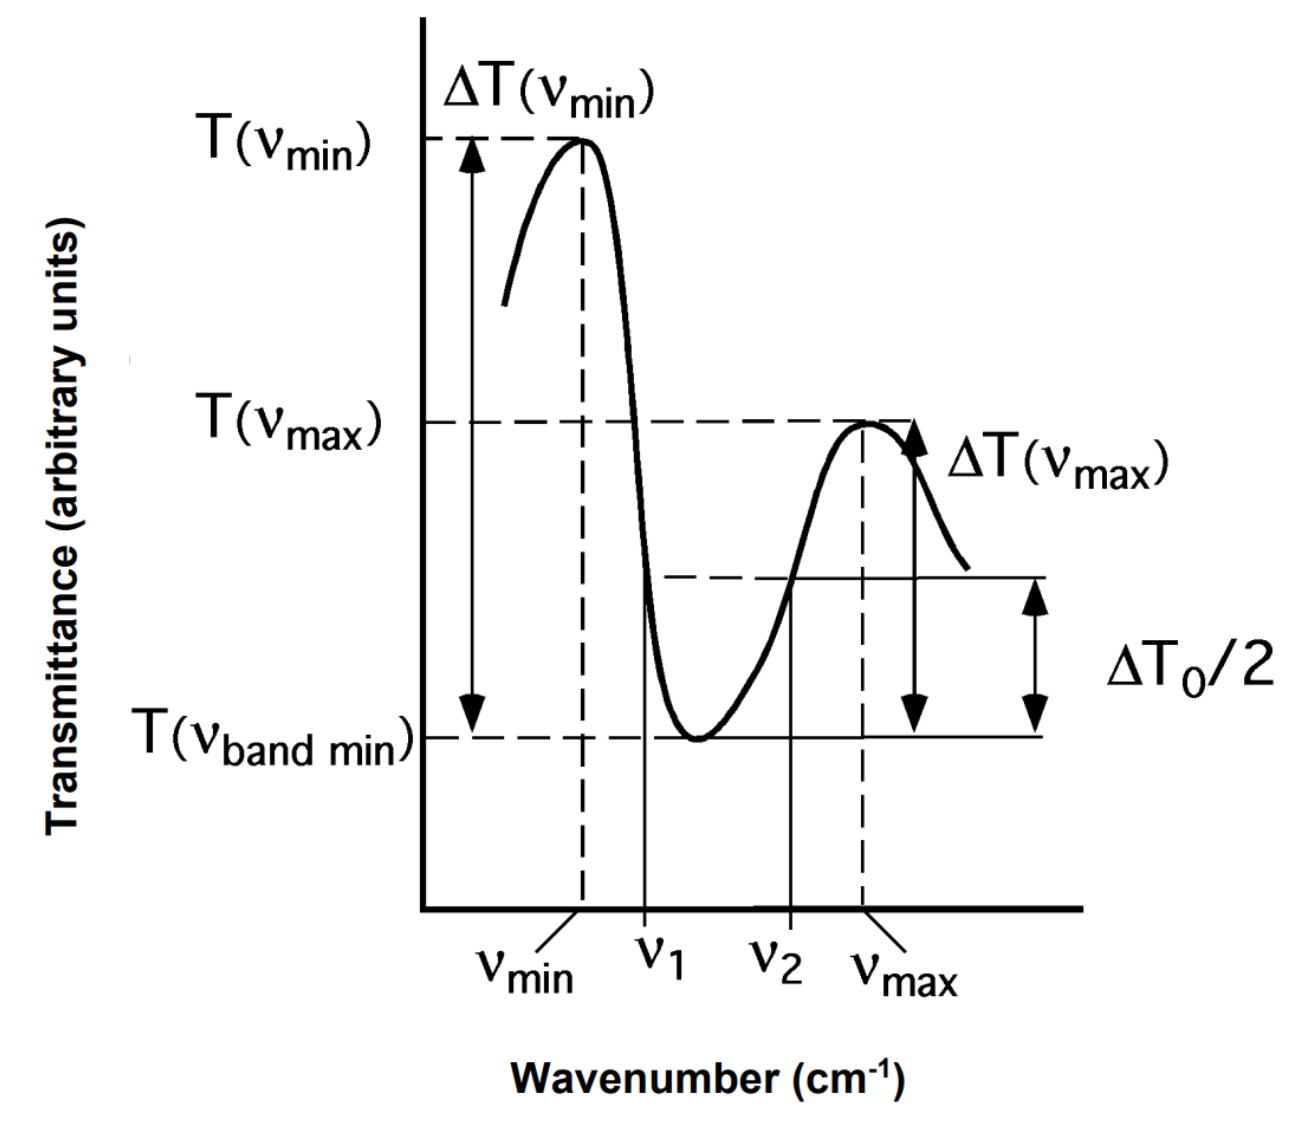 ΔT(νmin)
T(νmin)
T(νmax)
ΔT(νmax)
ΔT0/2
T(νband min)
νmin
ν1
ν2
νmax
Transmittance (arbitrary units)
Wavenumber (cm-1)